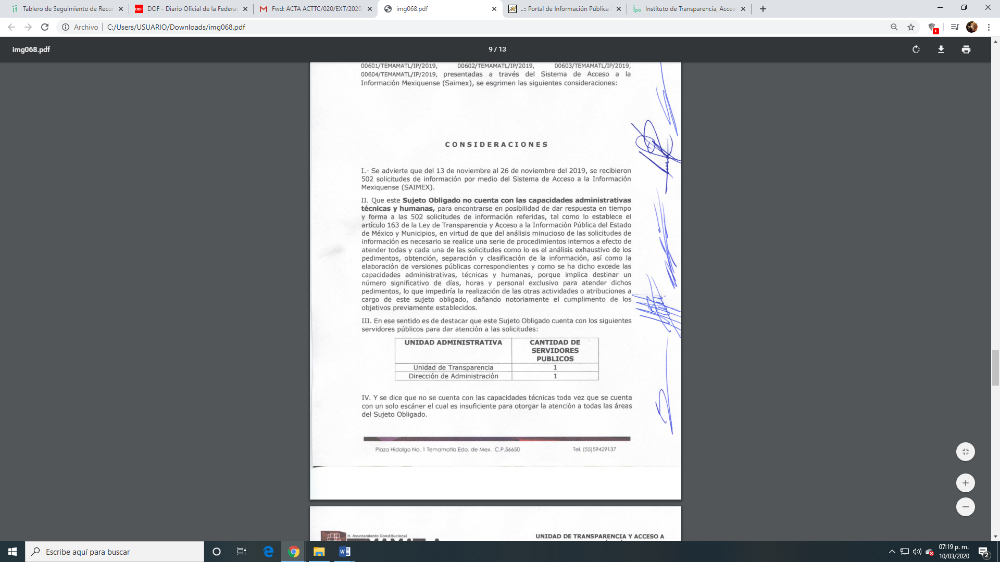 Tablero de Seguimiento de Recur
DOF - Diario Oficial de la Federac
Fwd: ACTA ACTTC/020/EXT/2020
img068.pdf
..:: Portal de Información Pública
Instituto de Transparencia, Acces
Archivo
C:/Users/USUARIO/Downloads/img068.pdf
img068.pdf
9 / 13
00601/TEMAMATL/IP/2019, 00602/TEMAMATL/IP/2019, 00603/TEMAMATL/IP/2019,
00604/TEMAMATL/IP/2019, presentadas a través del Sistema de Acceso a la
Información Mexiquense (Saimex), se esgrimen las siguientes consideraciones:
C O N S I D E R A C I O N E S
I.- Se advierte que del 13 de noviembre al 26 de noviembre del 2019, se recibieron
502 solicitudes de información por medio del Sistema de Acceso a la Información
Mexiquense (SAIMEX).
II. Que este Sujeto Obligado no cuenta con las capacidades administrativas
técnicas y humanas, para encontrarse en posibilidad de dar respuesta en tiempo
y forma a las 502 solicitudes de información referidas, tal como lo establece el
artículo 163 de la Ley de Transparencia y Acceso a la Información Pública del Estado
de México y Municipios, en virtud de que del análisis minucioso de las solicitudes de
información es necesario se realice una serie de procedimientos internos a efecto de
atender todas y cada una de las solicitudes como lo es el análisis exhaustivo de los
pedimentos, obtención, separación y clasificación de la información, así como la
elaboración de versiones públicas correspondientes y como se ha dicho excede las
capacidades administrativas, técnicas y humanas, porque implica destinar un
número significativo de días, horas y personal exclusivo para atender dichos
pedimentos, lo que impediría la realización de las otras actividades o atribuciones a
cargo de este sujeto obligado, dañando notoriamente el cumplimento de los
objetivos previamente establecidos.
III. En ese sentido es de destacar que este Sujeto Obligado cuenta con los siguientes
servidores públicos para dar atención a las solicitudes:
UNIDAD ADMINISTRATIVA
CANTIDAD DE
SERVIDORES
PUBLICOS
Unidad de Transparencia 1
Dirección de Administración 1
IV. Y se dice que no se cuenta con las capacidades técnicas toda vez que se cuenta
con un solo escáner el cual es insuficiente para otorgar la atención a todas las áreas
del Sujeto Obligado.
Plaza Hidalgo No. 1 Temamatla Edo. de Mex. C.P.56650 Tel. (55)59429137
H. Ayuntamiento Constitucional
TEMAMATLA
UNIDAD DE TRANSPARENCIA Y ACCESO A
Escribe aquí para buscar
07:19 p. m.
10/03/2020
2